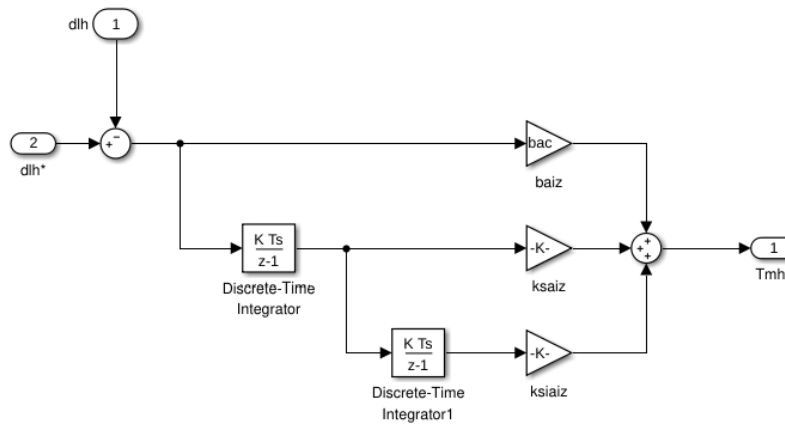 dlh
1
−
+
2
dlh*
bac
baiz
K Ts
z-1
Discrete-Time
Integrator
-K-
ksaiz
+
+
+
1
Tmh
K Ts
z-1
Discrete-Time
Integrator1
-K-
ksiaiz